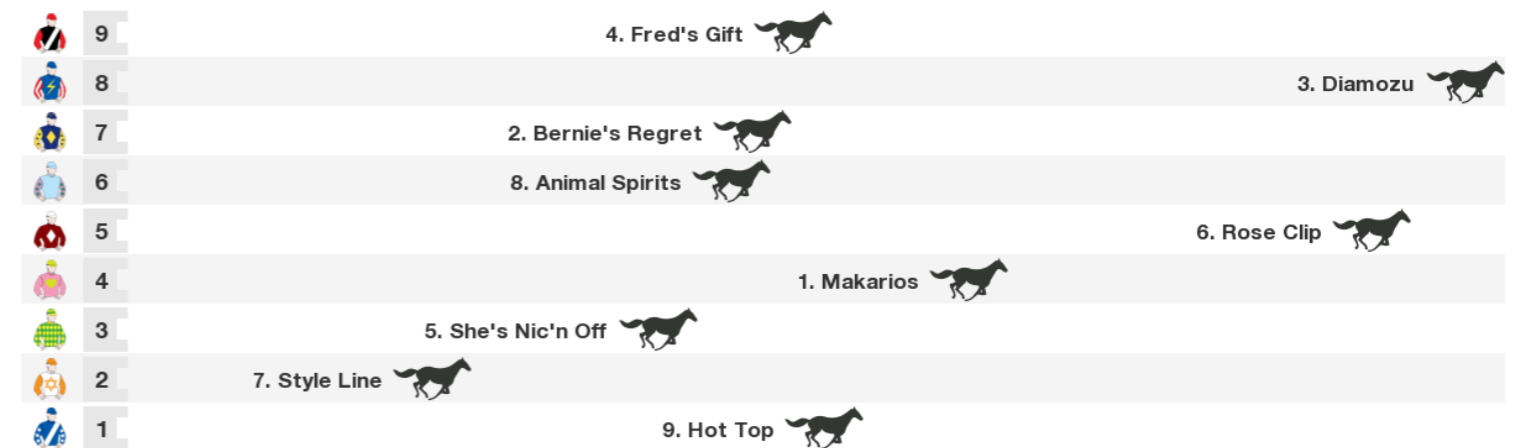 9 4. Fred's Gift
8 3. Diamozu
7 2. Bernie's Regret
6 8. Animal Spirits
5 6. Rose Clip
4 1. Makarios
3 5. She's Nic'n Off
2 7. Style Line
1 9. Hot Top